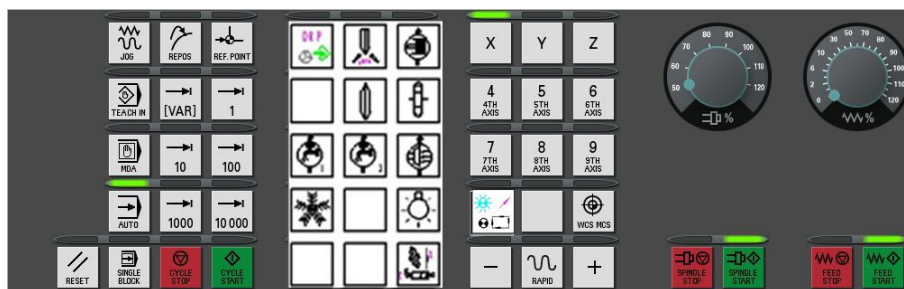 JOG
REPOS
REF. POINT
DRP
X
Y
Z
TEACH IN
[VAR]
1
4
4TH
AXIS
5
5TH
AXIS
6
6TH
AXIS
MDA
10
100
1
2
7
7TH
AXIS
8
8TH
AXIS
9
9TH
AXIS
AUTO
1000
10 000
WCS MCS
RESET
SINGLE
BLOCK
CYCLE
STOP
CYCLE
START
−
RAPID
+
50
60
70
80
90
100
110
120
%
0
2
6
10
30
50
70
80
90
100
120
%
SPINDLE
STOP
SPINDLE
START
FEED
STOP
FEED
START